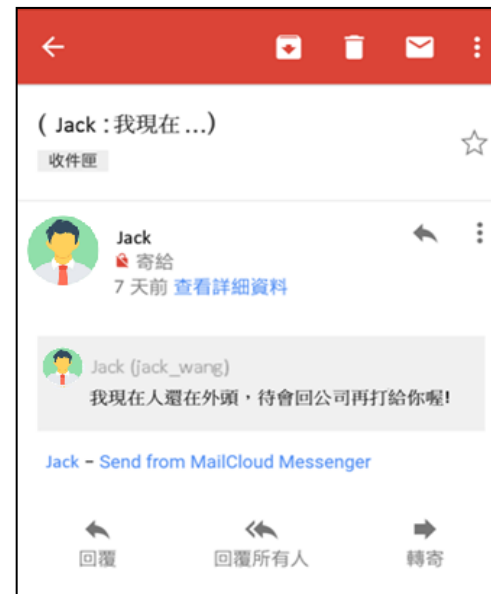 ( Jack : 我現在 ...)
收件匣
Jack
寄給
7 天前 查看詳細資料
Jack (jack_wang)
我現在人還在外頭，待會回公司再打給你喔!
Jack – Send from MailCloud Messenger
回覆 回覆所有人 轉寄